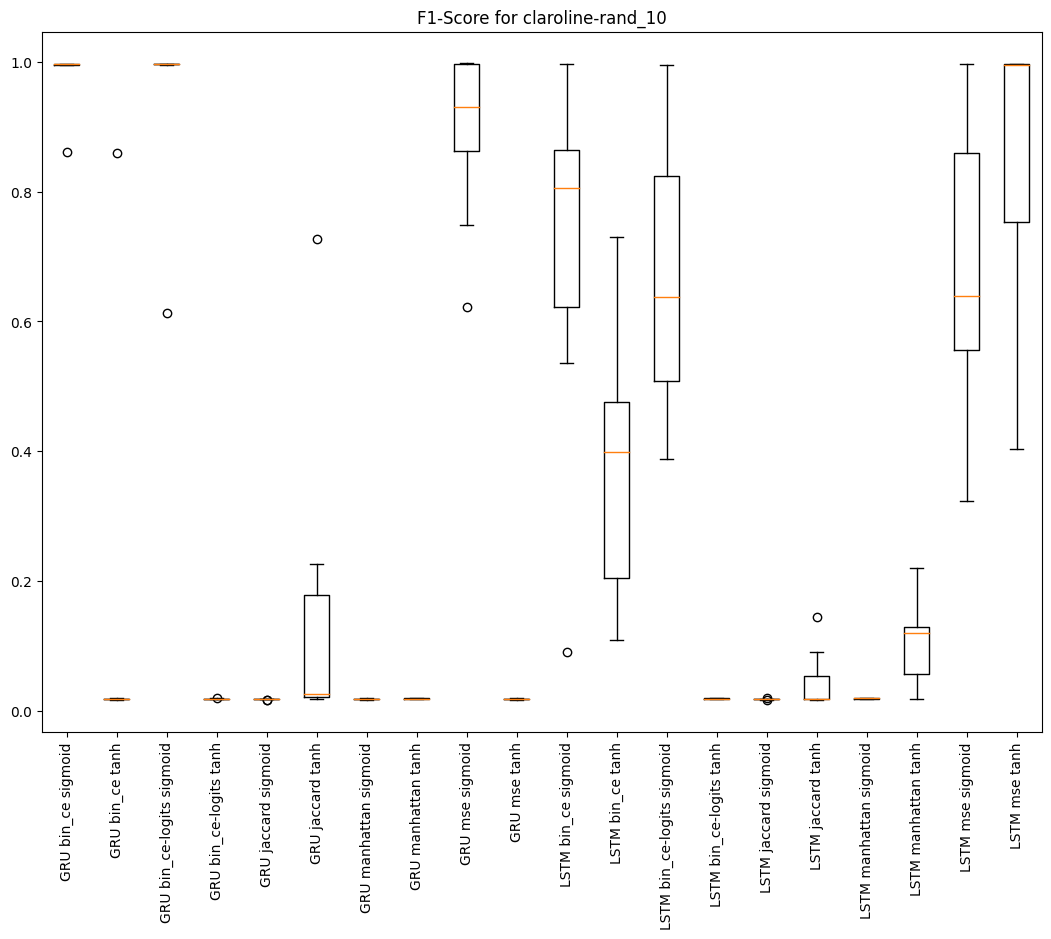 F1-Score for claroline-rand_10
1.0
0.8
0.6
0.4
0.2
0.0
GRU bin_ce sigmoid
GRU bin_ce tanh
GRU bin_ce-logits sigmoid
GRU bin_ce-logits tanh
GRU jaccard sigmoid
GRU jaccard tanh
GRU manhattan sigmoid
GRU manhattan tanh
GRU mse sigmoid
GRU mse tanh
LSTM bin_ce sigmoid
LSTM bin_ce tanh
LSTM bin_ce-logits sigmoid
LSTM bin_ce-logits tanh
LSTM jaccard sigmoid
LSTM jaccard tanh
LSTM manhattan sigmoid
LSTM manhattan tanh
LSTM mse sigmoid
LSTM mse tanh